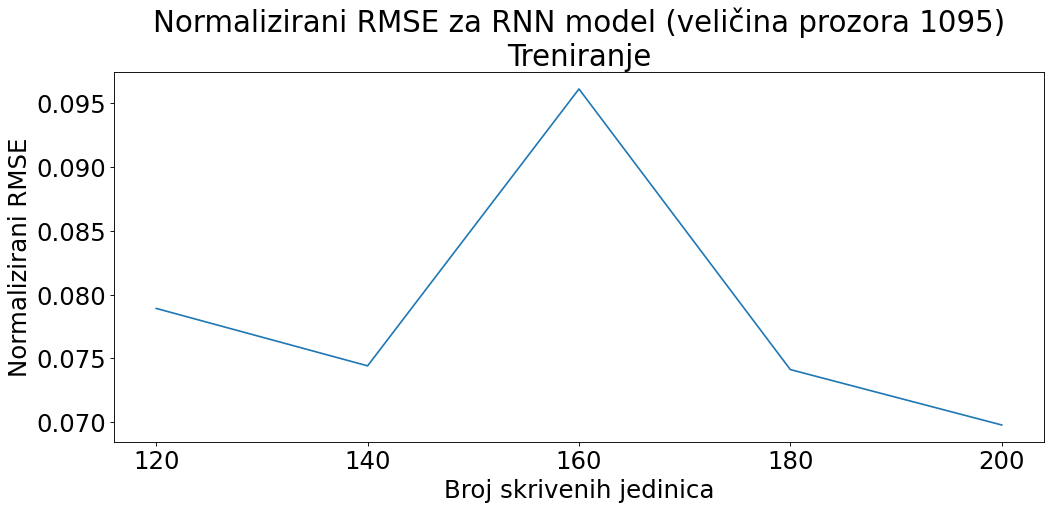 Normalizirani RMSE za RNN model (veličina prozora 1095)
Treniranje
Normalizirani RMSE
0.095
0.090
0.085
0.080
0.075
0.070
120 140 160 180 200
Broj skrivenih jedinica